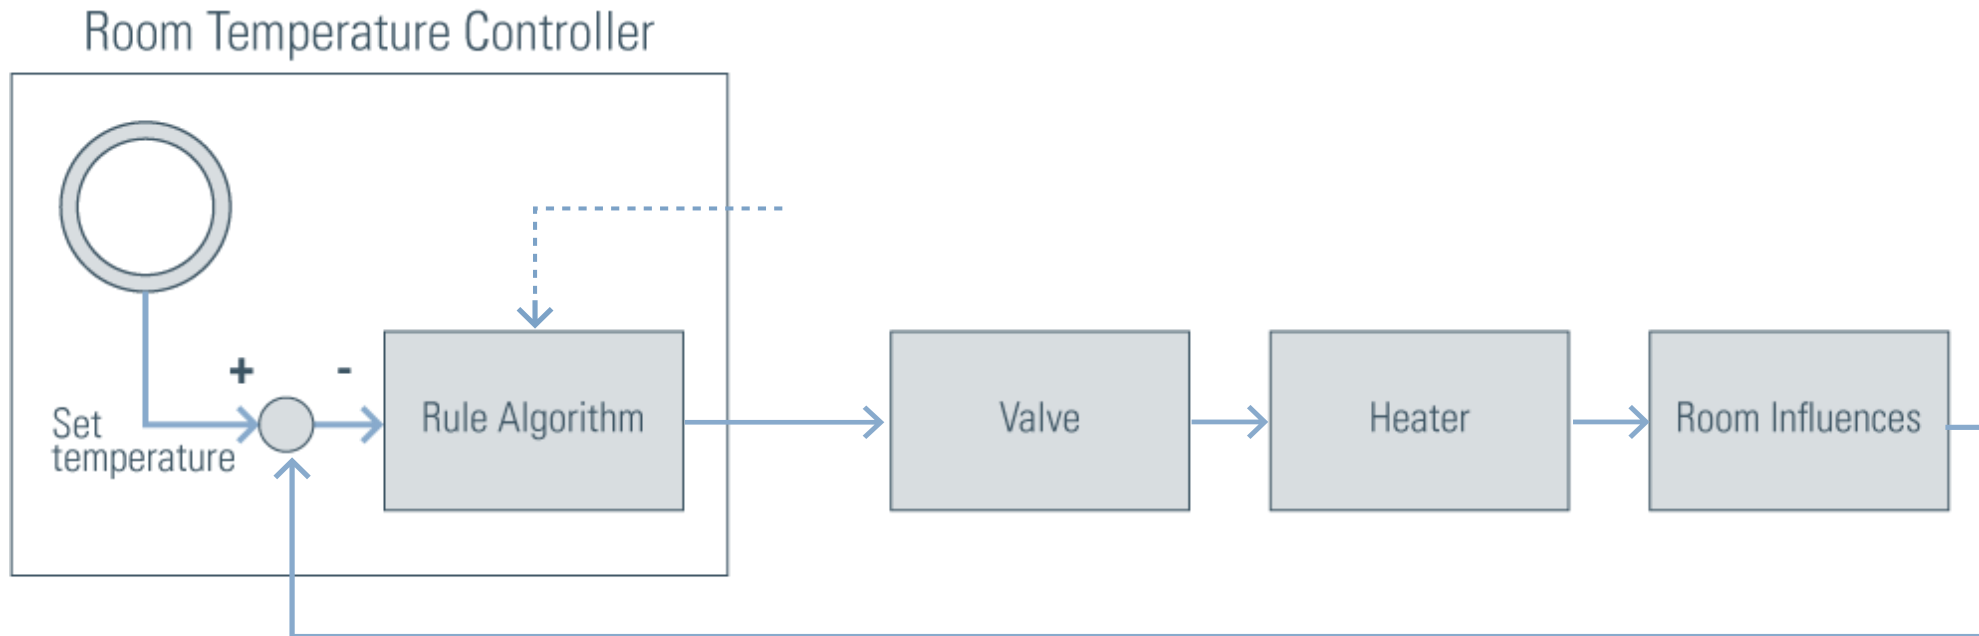 Room Temperature Controller
+ -
Set
temperature
Rule Algorithm
Valve
Heater
Room Influences